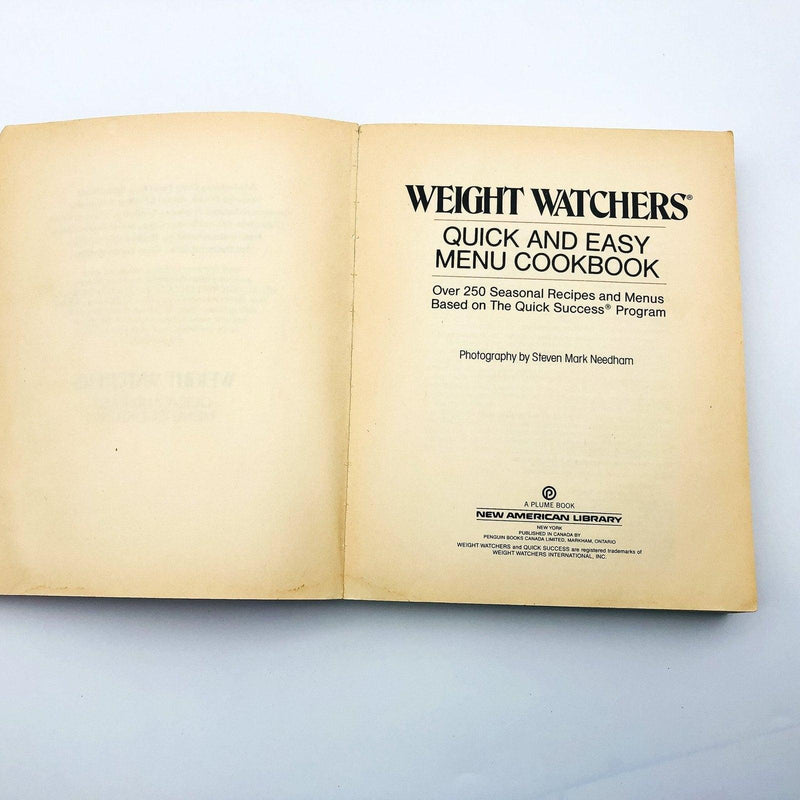 WEIGHT WATCHERS®
QUICK AND EASY
MENU COOKBOOK
Over 250 Seasonal Recipes and Menus
Based on The Quick Success® Program
Photography by Steven Mark Needham
A PLUME BOOK
NEW AMERICAN LIBRARY
NEW YORK
PUBLISHED IN CANADA BY
PENGUIN BOOKS CANADA LIMITED, MARKHAM, ONTARIO
WEIGHT WATCHERS and QUICK SUCCESS are registered trademarks of
WEIGHT WATCHERS INTERNATIONAL, INC.